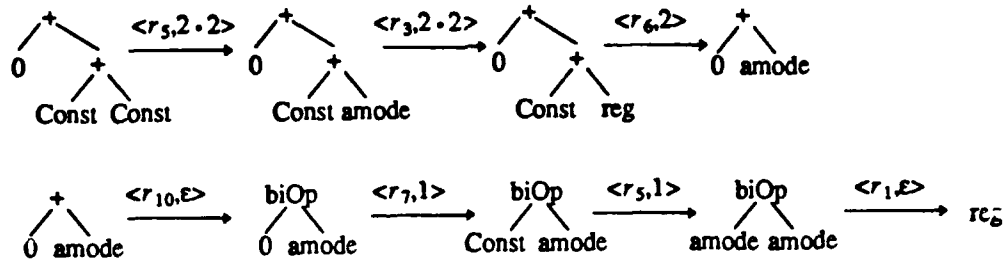 + <r5,2•2> + <r3,2•2> + <r6,2> +
0 + 0 + 0 + 0 amode
Const Const Const amode Const reg
+ <r10,ε> biOp <r7,1> biOp <r5,1> biOp <r1,ε> reg
0 amode 0 amode Const amode amode amode